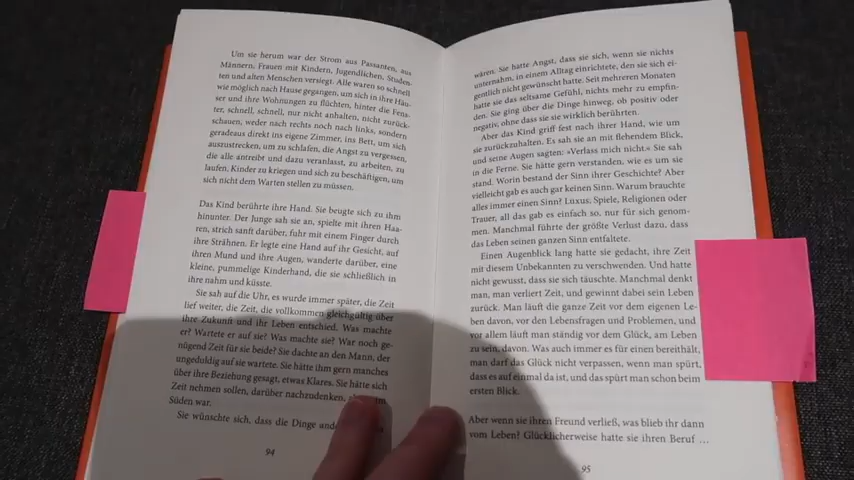 Um sie herum war der Strom aus Passanten, aus
Männern, Frauen mit Kindern, Jugendlichen, Studen-
ten und alten Menschen versiegt. Alle waren so schnell
wie möglich nach Hause gegangen, um sich in ihre Häu-
ser und ihre Wohnungen zu flüchten, hinter die Fens-
ter, schnell, schnell, nur nicht anhalten, nicht zurück-
schauen, weder nach rechts noch nach links, sondern
geradeaus direkt ins eigene Zimmer, ins Bett, um sich
auszustrecken, um zu schlafen, die Angst zu vergessen,
die alle antreibt und dazu veranlasst, zu arbeiten, zu
laufen, Kinder zu kriegen und sich zu beschäftigen, um
sich nicht dem Warten stellen zu müssen.
Das Kind berührte ihre Hand. Sie beugte sich zu ihm
hinunter. Der Junge sah sie an, spielte mit ihren Haa-
ren, strich sanft darüber, fuhr mit einem Finger durch
ihre Strähnen. Er legte eine Hand auf ihr Gesicht, auf
ihren Mund und ihre Augen, wanderte darüber, eine
kleine, pummelige Kinderhand, die sie schließlich in
ihre nahm und küsste.
Sie sah auf die Uhr, es wurde immer später, die Zeit
lief weiter, die Zeit, die vollkommen gleichgültig über
ihre Zukunft und ihr Leben entschied. Was machte
er? Wartete er auf sie? Was machte sie? War noch ge-
nügend Zeit für sie beide? Sie dachte an den Mann, der
ungeduldig auf sie wartete. Sie hätte ihm gern manches
über ihre Beziehung gesagt, etwas Klares. Sie hätte sich
Zeit nehmen sollen, darüber nachzudenken, im
Süden war.
Sie wünschte sich, dass die Dinge
94
wären. Sie hatte Angst, dass sie sich, wenn sie nichts
unternahm, in einem Alltag einrichtete, den sie sich ei-
gentlich nicht gewünscht hatte. Seit mehreren Monaten
hatte sie das seltsame Gefühl, nichts mehr zu empfin-
den. Sie ging über die Dinge hinweg, ob positiv oder
negativ, ohne dass sie sie wirklich berührten.
Aber das Kind griff fest nach ihrer Hand, wie um
sie zurückzuhalten. Es sah sie an mit flehendem Blick,
und seine Augen sagten: »Verlass mich nicht.« Sie sah
in die Ferne. Sie hätte gern verstanden, wie es um sie
stand. Worin bestand der Sinn ihrer Geschichte? Aber
vielleicht gab es auch gar keinen Sinn. Warum brauchte
alles immer einen Sinn? Luxus, Spiele, Religionen oder
Trauer, all das gab es einfach so, nur für sich genom-
men. Manchmal führte der größte Verlust dazu, dass
das Leben seinen ganzen Sinn entfaltete.
Einen Augenblick lang hatte sie gedacht, ihre Zeit
mit diesem Unbekannten zu verschwenden. Und hatte
nicht gewusst, dass sie sich täuschte. Manchmal denkt
man, man verliert Zeit, und gewinnt dabei sein Leben
zurück. Man läuft die ganze Zeit vor dem eigenen Le-
ben davon, vor den Lebensfragen und Problemen, und
vor allem läuft man ständig vor dem Glück, am Leben
zu sein, davon. Was auch immer es für einen bereithält,
man darf das Glück nicht verpassen, wenn man spürt,
dass es auf einmal da ist, und das spürt man schon beim
ersten Blick.
Aber wenn sie ihren Freund verließ, was blieb ihr dann
vom Leben? Glücklicherweise hatte sie ihren Beruf ...
95